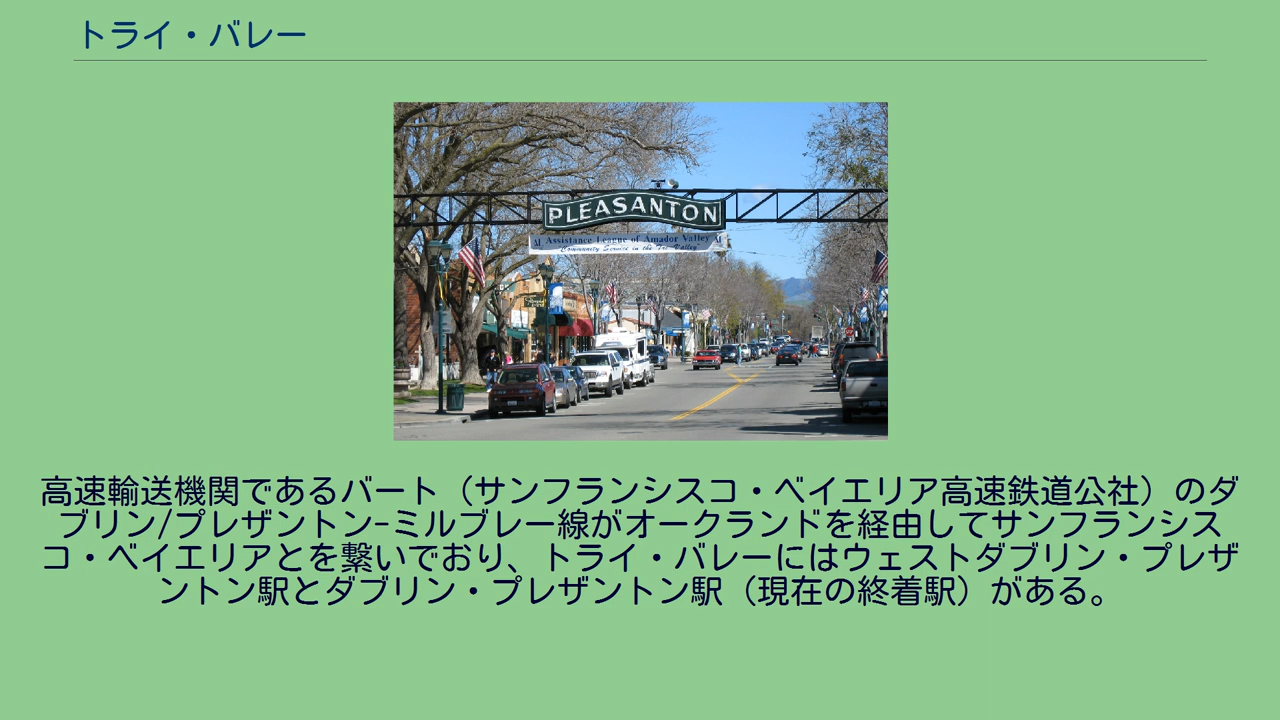 トライ・バレー
PLEASANTON
Assistance League of Amador Valley
"Community Service in the Tri-Valley"
高速輸送機関であるバート（サンフランシスコ・ベイエリア高速鉄道公社）のダ
ブリン/プレザントン-ミルブレー線がオークランドを経由してサンフランシス
コ・ベイエリアとを繋いでおり、トライ・バレーにはウェストダブリン・プレザ
ントン駅とダブリン・プレザントン駅（現在の終着駅）がある。